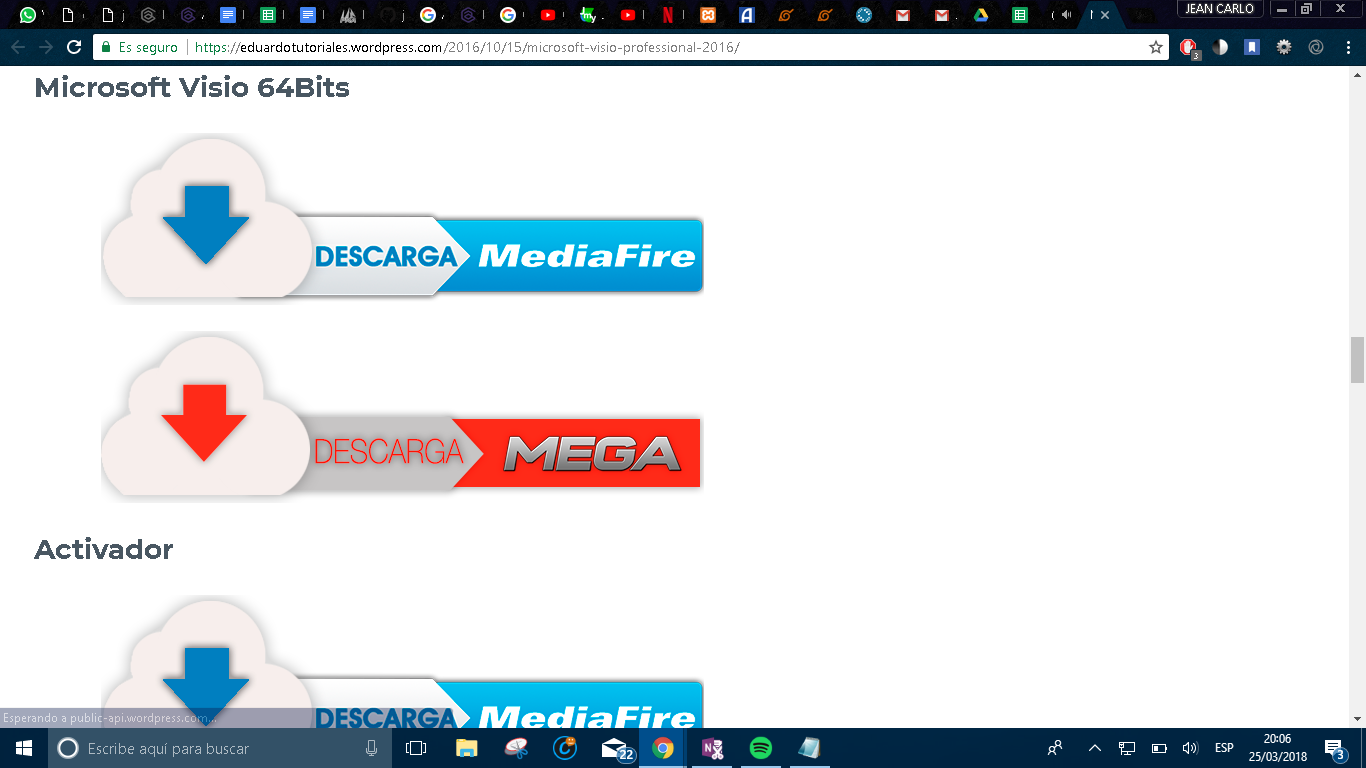 JEAN CARLO
Es seguro
https://eduardotutoriales.wordpress.com/2016/10/15/microsoft-visio-professional-2016/
3
Microsoft Visio 64Bits
DESCARGA MediaFire
DESCARGA MEGA
Activador
DESCARGA MediaFire
Esperando a public-api.wordpress.com...
Escribe aquí para buscar
22
ESP
20:06
25/03/2018
3